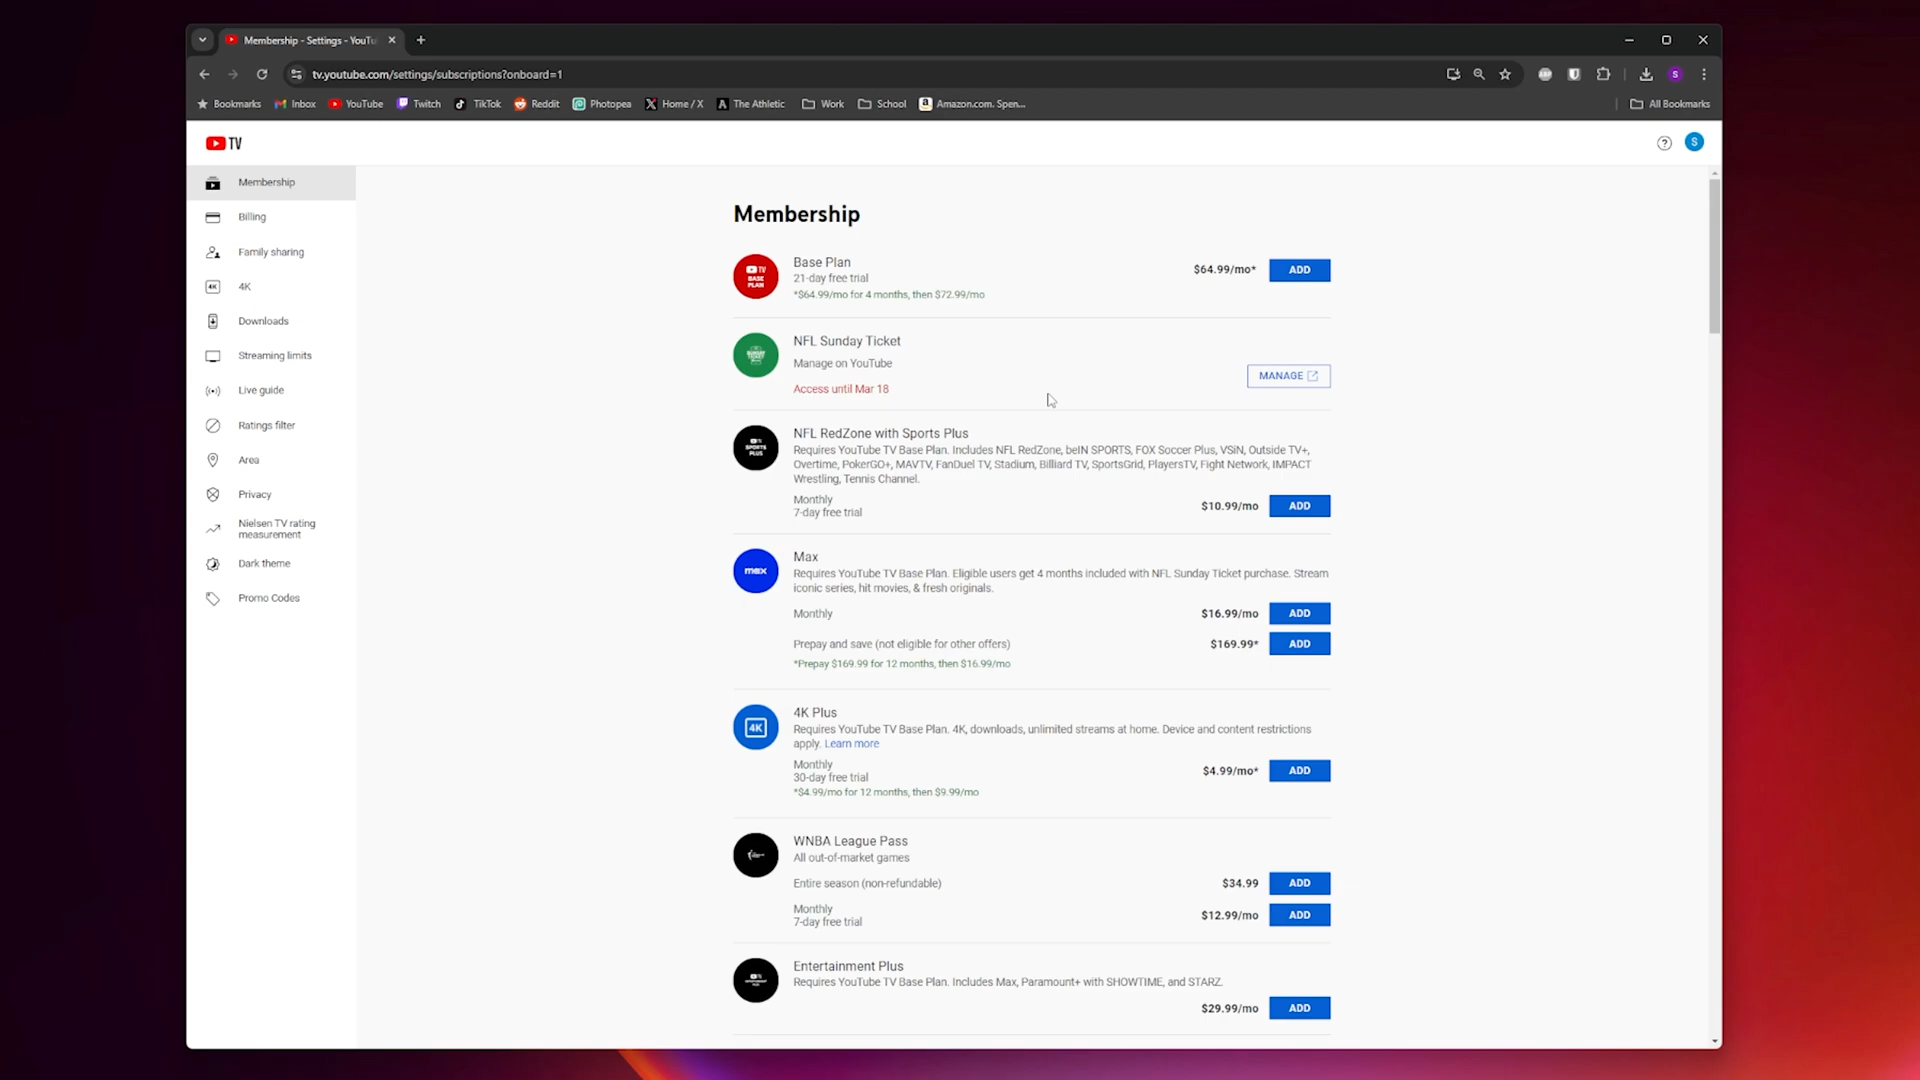 Membership - Settings - YouTu
tv.youtube.com/settings/subscriptions?onboard=1
S
Bookmarks
Inbox
YouTube
Twitch
TikTok
Reddit
Photopea
Home / X
The Athletic
Work
School
Amazon.com. Spen...
All Bookmarks
TV
S
Membership
Billing
Family sharing
4K
Downloads
Streaming limits
Live guide
Ratings filter
Area
Privacy
Nielsen TV rating
measurement
Dark theme
Promo Codes
Membership
TV
BASE
PLAN
Base Plan
21-day free trial
*$64.99/mo for 4 months, then $72.99/mo
$64.99/mo*
ADD
SUNDAY
TICKET
NFL Sunday Ticket
Manage on YouTube
Access until Mar 18
MANAGE
SPORTS
PLUS
NFL RedZone with Sports Plus
Requires YouTube TV Base Plan. Includes NFL RedZone, beIN SPORTS, FOX Soccer Plus, VSiN, Outside TV+,
Overtime, PokerGO+, MAVTV, FanDuel TV, Stadium, Billiard TV, SportsGrid, PlayersTV, Fight Network, IMPACT
Wrestling, Tennis Channel.
Monthly
7-day free trial
$10.99/mo
ADD
max
Max
Requires YouTube TV Base Plan. Eligible users get 4 months included with NFL Sunday Ticket purchase. Stream
iconic series, hit movies, & fresh originals.
Monthly
$16.99/mo
ADD
Prepay and save (not eligible for other offers)
$169.99*
ADD
*Prepay $169.99 for 12 months, then $16.99/mo
4K
4K Plus
Requires YouTube TV Base Plan. 4K, downloads, unlimited streams at home. Device and content restrictions
apply. Learn more
Monthly
30-day free trial
*$4.99/mo for 12 months, then $9.99/mo
$4.99/mo*
ADD
WNBA League Pass
All out-of-market games
Entire season (non-refundable)
$34.99
ADD
Monthly
7-day free trial
$12.99/mo
ADD
Entertainment Plus
Requires YouTube TV Base Plan. Includes Max, Paramount+ with SHOWTIME, and STARZ.
$29.99/mo
ADD